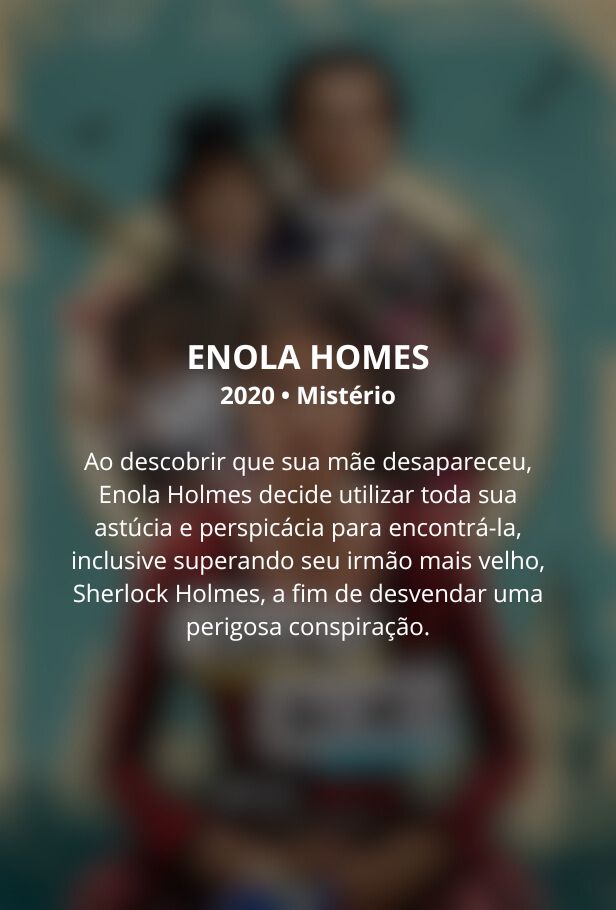 ENOLA HOMES
2020 • Mistério
Ao descobrir que sua mãe desapareceu,
Enola Holmes decide utilizar toda sua
astúcia e perspicácia para encontrá-la,
inclusive superando seu irmão mais velho,
Sherlock Holmes, a fim de desvendar uma
perigosa conspiração.